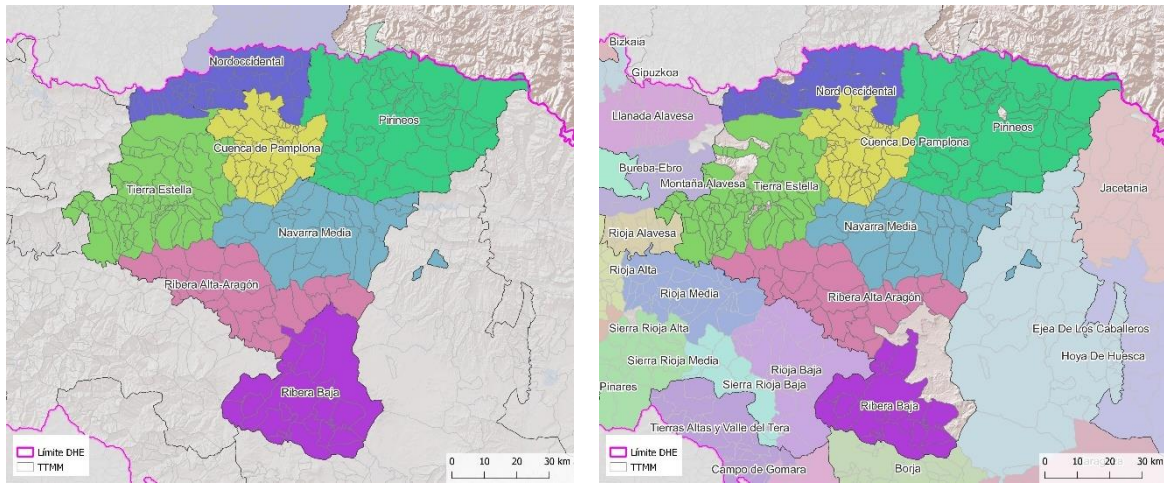 Nordoccidental
Pirineos
Cuenca de Pamplona
Tierra Estella
Navarra Media
Ribera Alta-Aragón
Ribera Baja
Límite DHE
TTMM
0 10 20 30 km
Bizkaia
Gipuzkoa
Nord Occidental
Llanada Alavesa
Pirineos
Cuenca De Pamplona
Bureba-Ebro
Montaña Alavesa
Tierra Estella
Jacetania
Rioja Alavesa
Navarra Media
Rioja Alta
Rioja Media
Ribera Alta Aragón
Sierra Rioja Alta
Ejea De Los Caballeros
Sierra Rioja Media
Rioja Baja
Hoya De Huesca
Pinares
Sierra Rioja Baja
Ribera Baja
Tierras Altas y Valle del Tera
Límite DHE
TTMM
Campo de Gomara
Borja
0 10 20 30 km